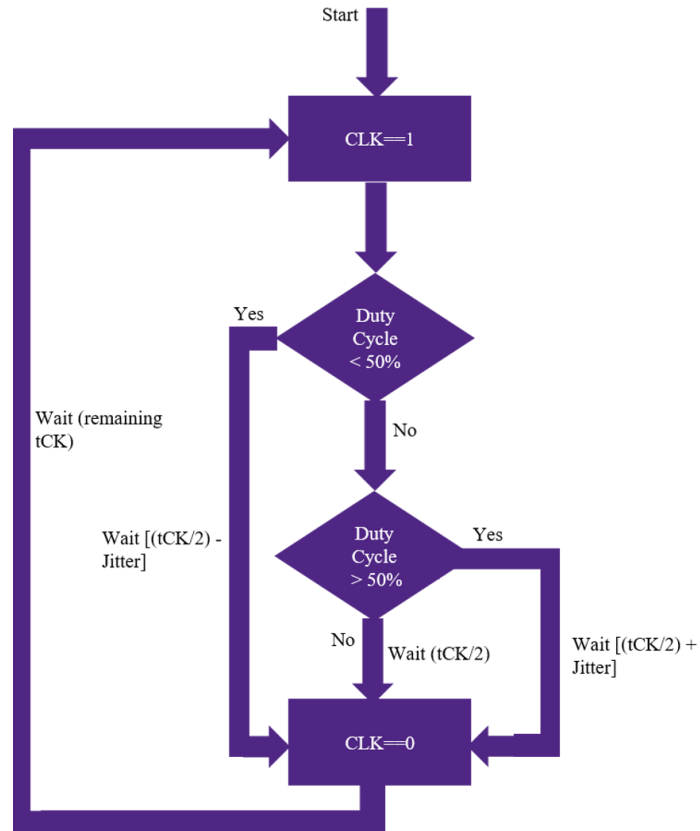 Start
CLK==1
Yes
Duty
Cycle
< 50%
Wait (remaining
tCK)
No
Wait [(tCK/2) -
Jitter]
Duty
Cycle
> 50%
Yes
No
Wait (tCK/2)
Wait [(tCK/2) +
Jitter]
CLK==0